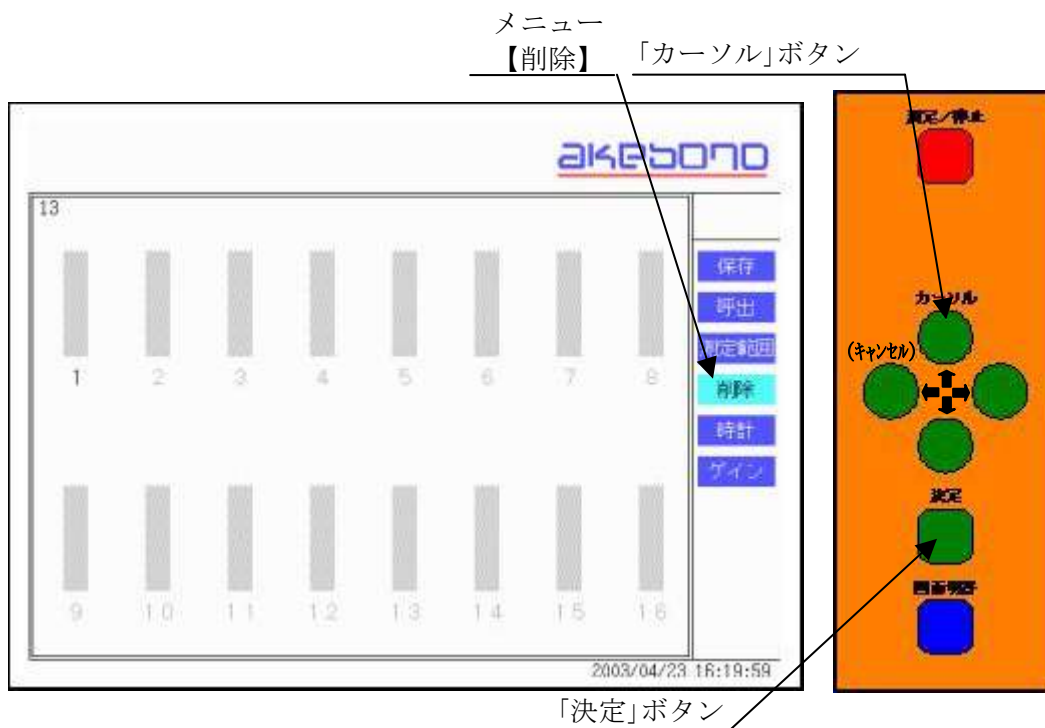 メニュー
【削除】 「カーソル」ボタン
akebono
13
保存
呼出
測定範囲
削除
時計
ゲイン
1 2 3 4 5 6 7 8
9 10 11 12 13 14 15 16
2003/04/23 16:19:59
測定/停止
カーソル
(キャンセル)
決定
画面切替
「決定」ボタン